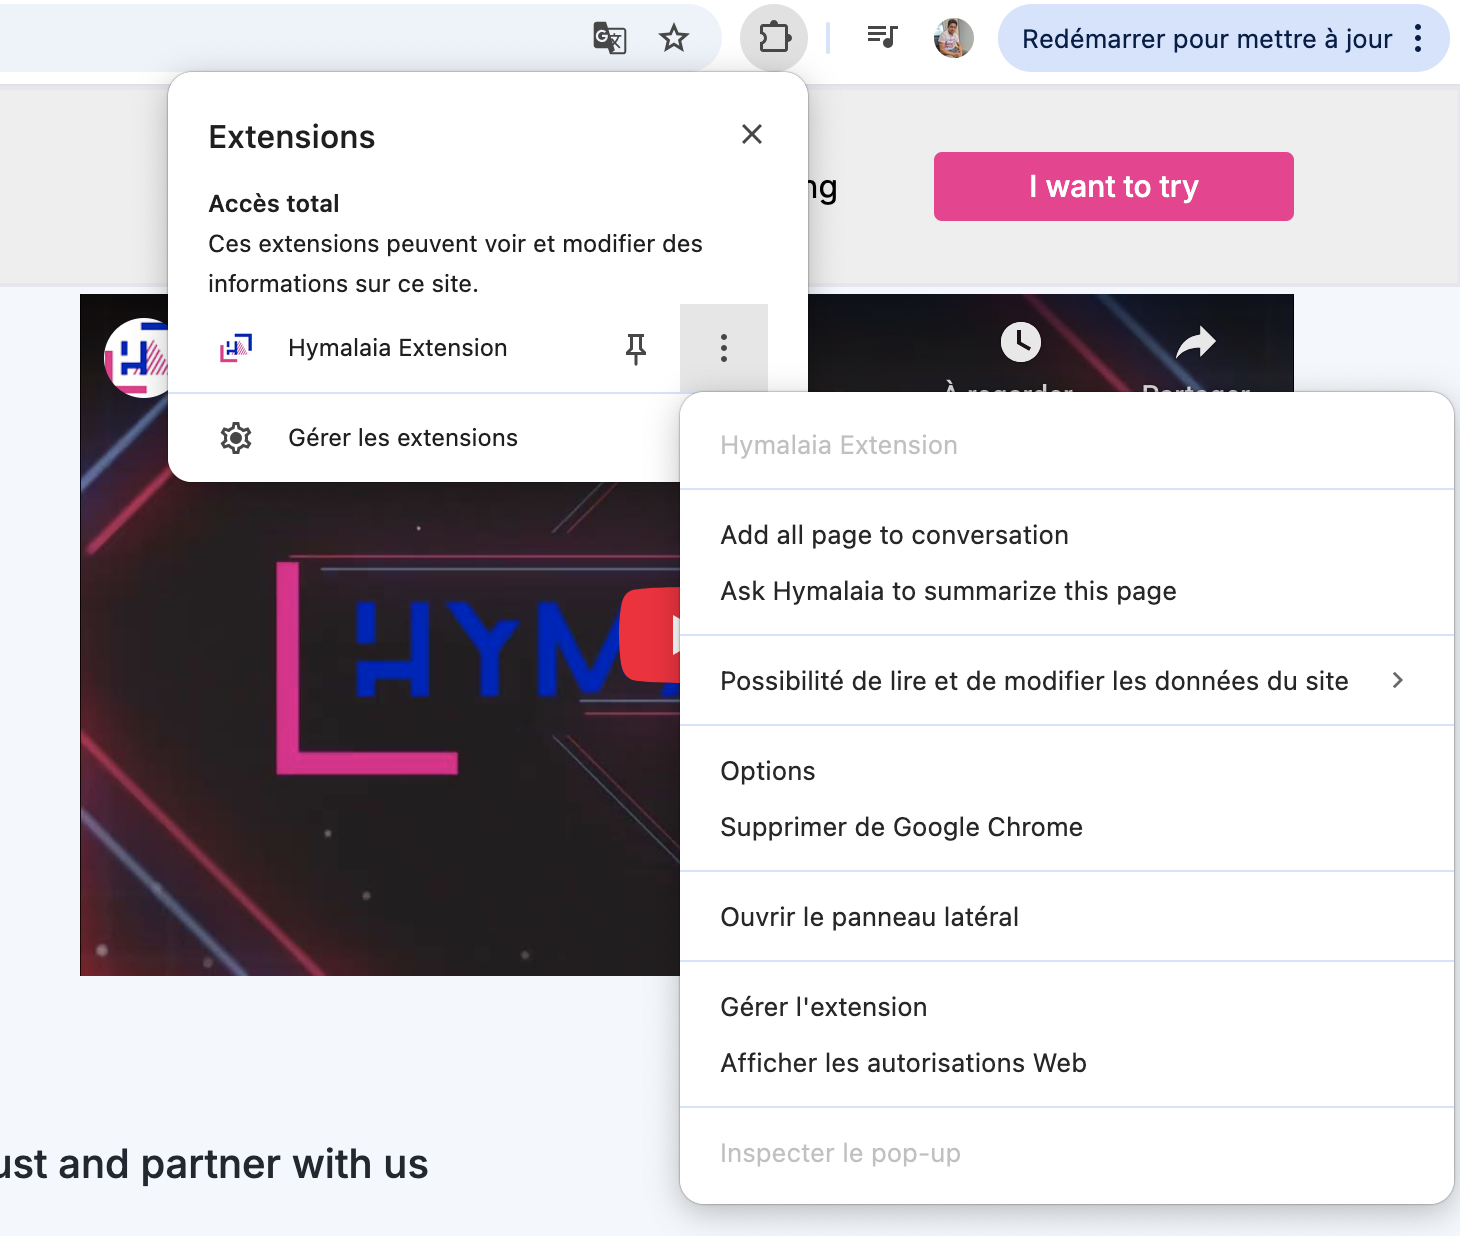 Redémarrer pour mettre à jour
Extensions
Accès total
Ces extensions peuvent voir et modifier des
informations sur ce site.
Hymalaia Extension
Gérer les extensions
ng
I want to try
Hymalaia Extension
Add all page to conversation
Ask Hymalaia to summarize this page
Possibilité de lire et de modifier les données du site
Options
Supprimer de Google Chrome
Ouvrir le panneau latéral
Gérer l'extension
Afficher les autorisations Web
Inspecter le pop-up
À regarder
Partager
HYMA
ust and partner with us